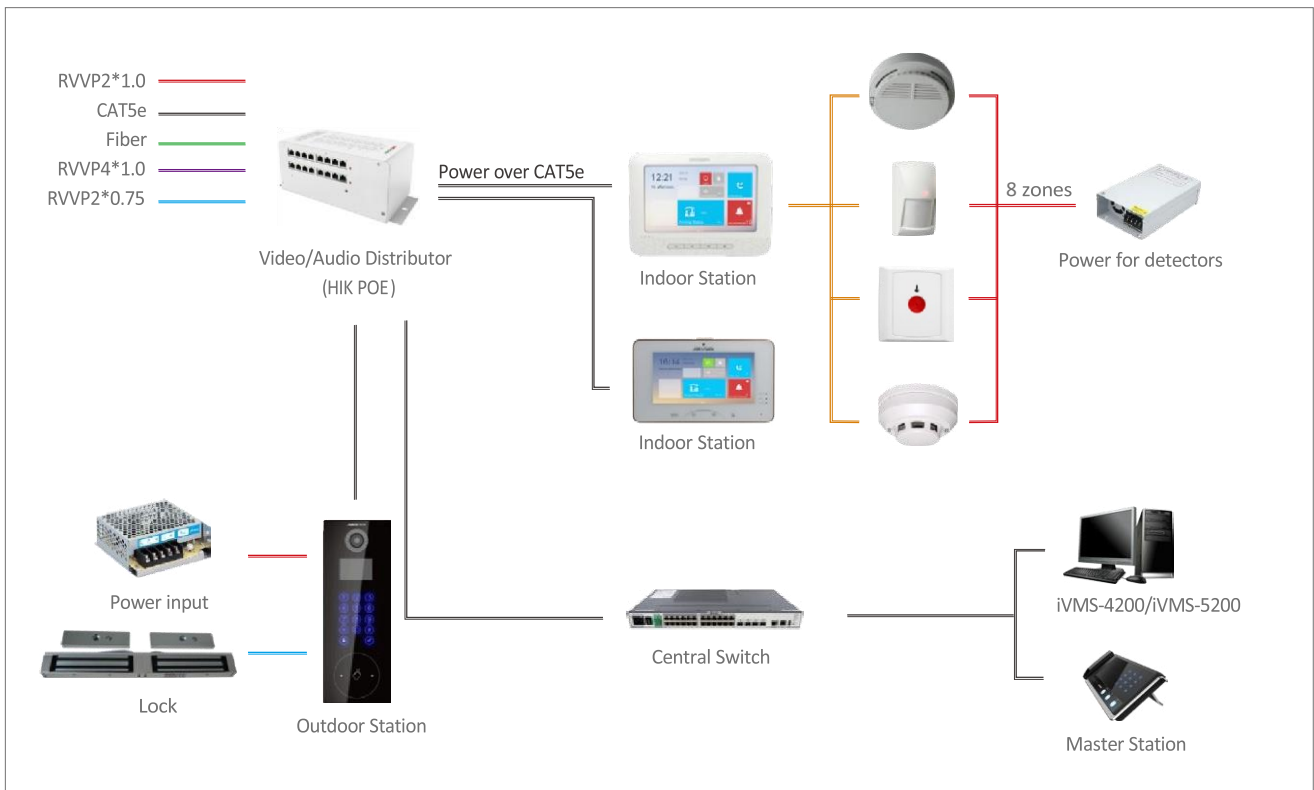 RVVP2*1.0
CAT5e
Fiber
RVVP4*1.0
RVVP2*0.75
Video/Audio Distributor
(HIK POE)
Power over CAT5e
12:21
Indoor Station
Indoor Station
8 zones
Power for detectors
Power input
Lock
Outdoor Station
Central Switch
iVMS-4200/iVMS-5200
Master Station